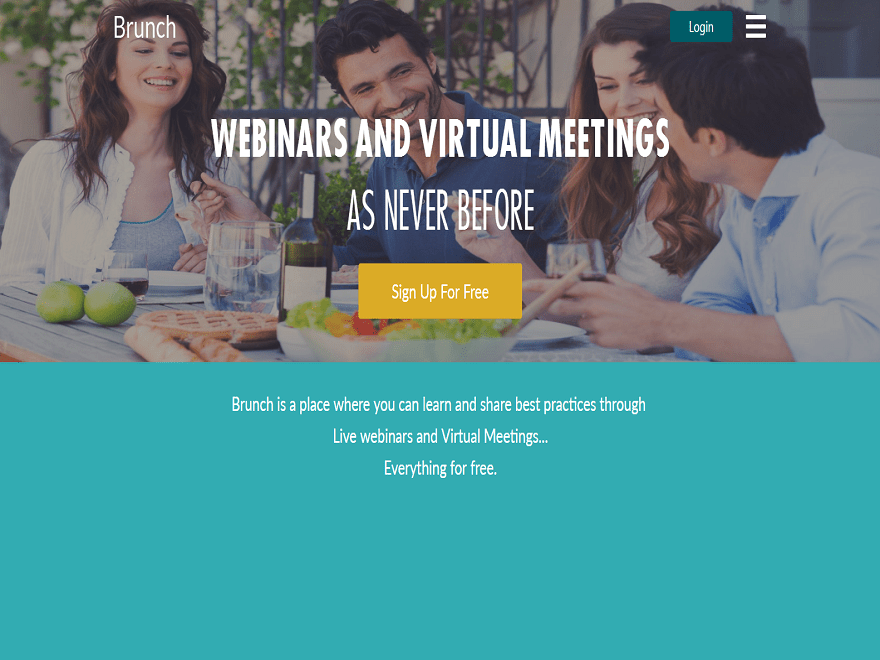 Brunch
Login
WEBINARS AND VIRTUAL MEETINGS
AS NEVER BEFORE
Sign Up For Free
Brunch is a place where you can learn and share best practices through
Live webinars and Virtual Meetings...
Everything for free.